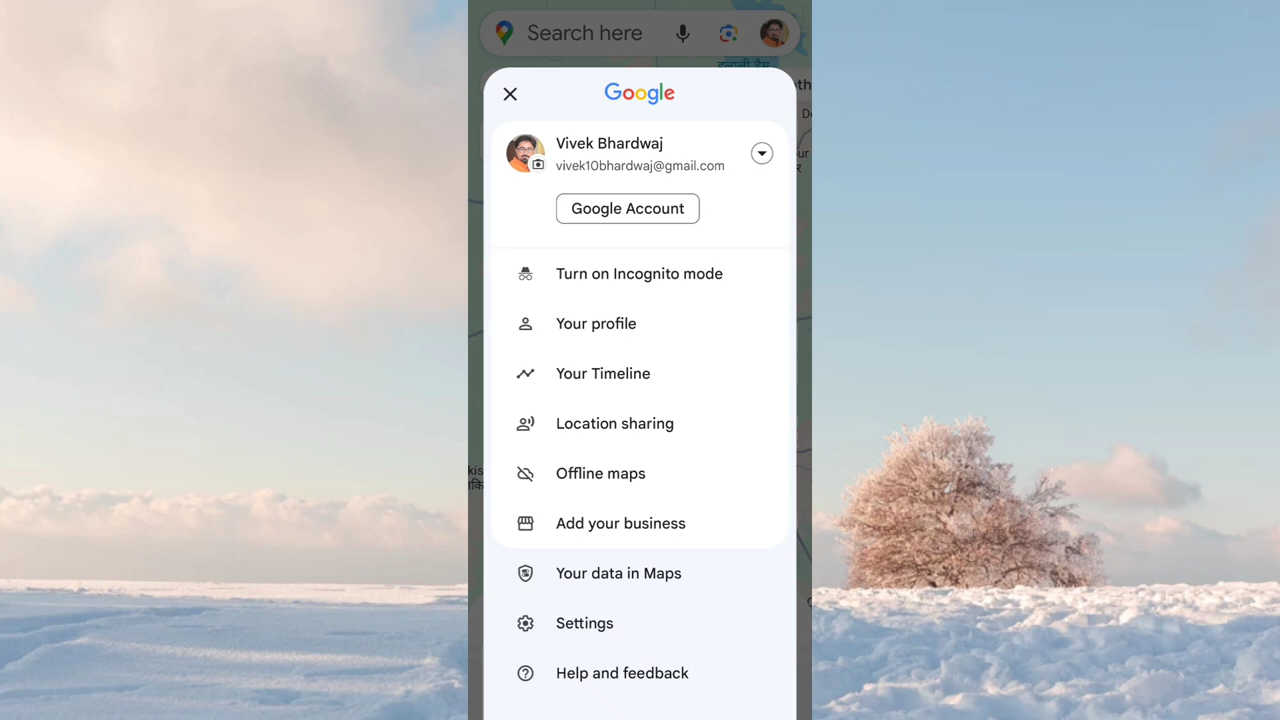 Search here
हलाली डैम
Google
Vivek Bhardwaj
vivek10bhardwaj@gmail.com
Google Account
Turn on Incognito mode
Your profile
Your Timeline
Location sharing
Offline maps
Add your business
Your data in Maps
Settings
Help and feedback